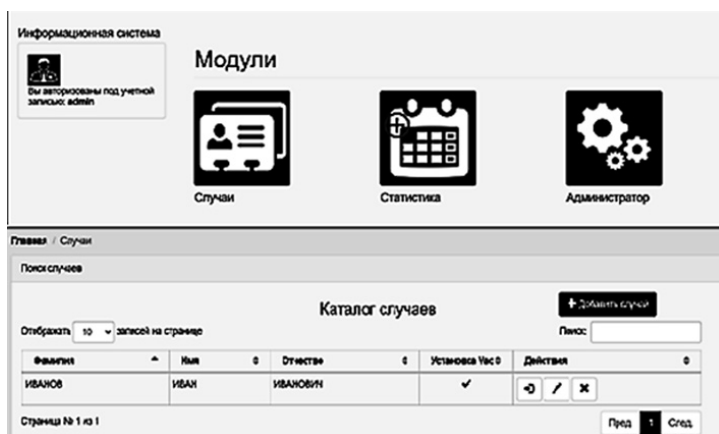 Информационная система
Вы авторизованы под учетной
записью: admin
Модули
Случаи
Статистика
Администратор
Главная / Случаи
Поиск случаев
Каталог случаев
+ Добавить случай
Отображать 10 записей на странице
Поиск:
Фамилия Имя Отчество Установка Vac Действия
ИВАНОВ ИВАН ИВАНОВИЧ
Страница № 1 из 1
Пред. 1 След.